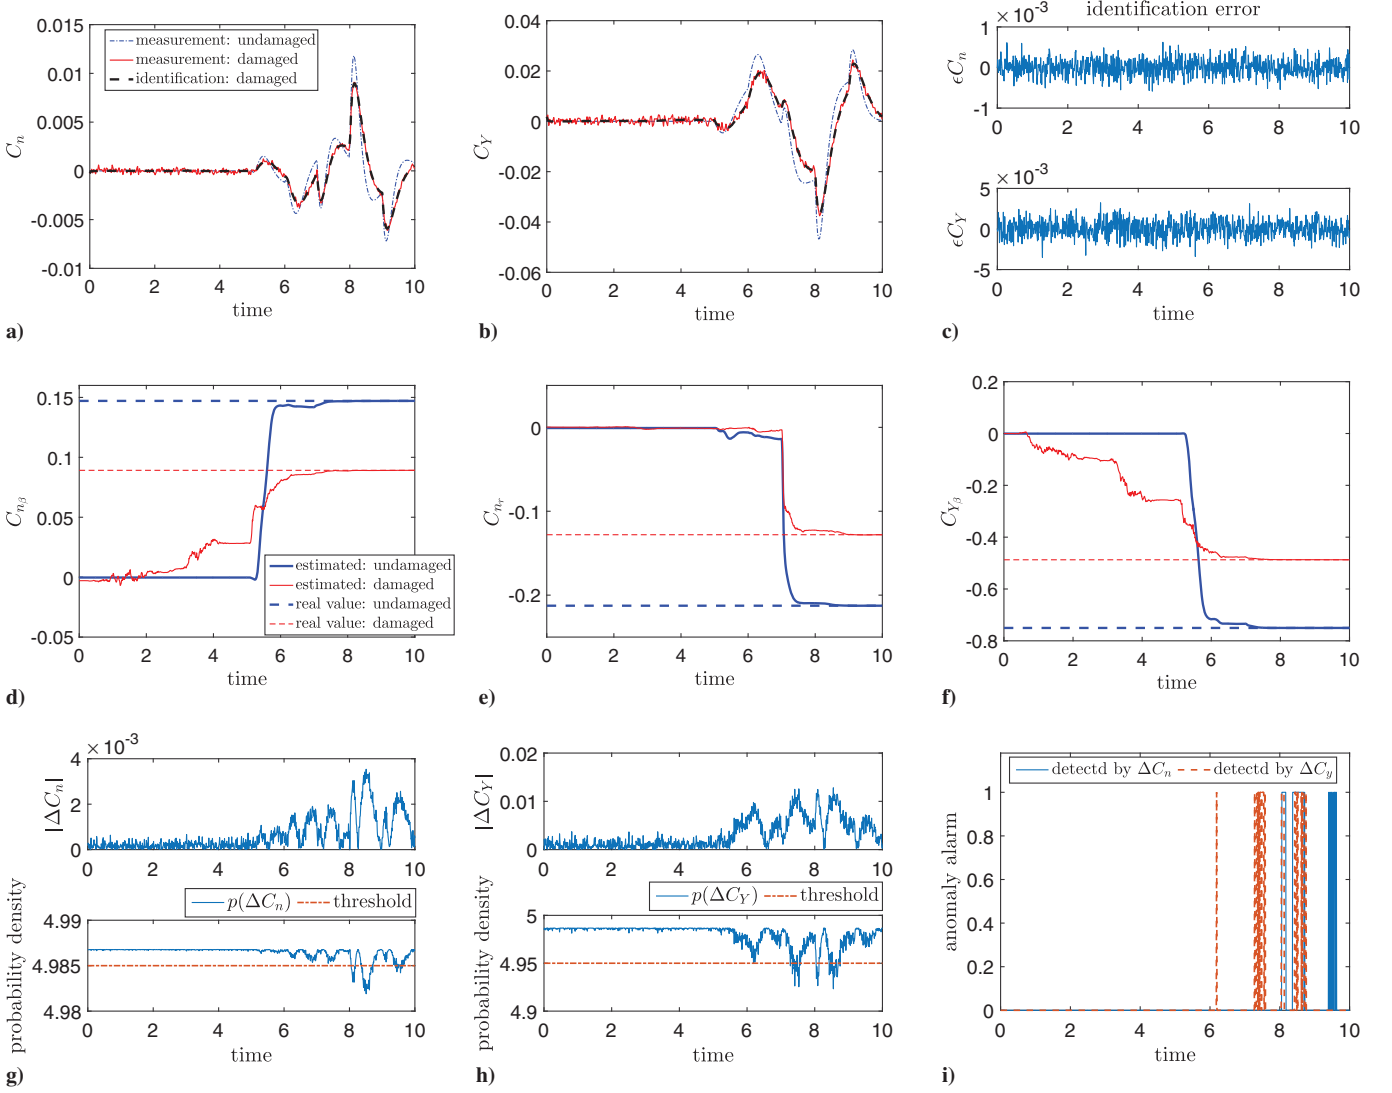 0.015
0.01
0.005
0
-0.005
-0.01
C_n
measurement: undamaged
measurement: damaged
identification: damaged
0 2 4 6 8 10
time
a)
0.04
0.02
0
-0.02
-0.04
-0.06
C_Y
0 2 4 6 8 10
time
b)
×10^-3 identification error
1
0
-1
ϵC_n
0 2 4 6 8 10
×10^-3
5
0
-5
ϵC_Y
0 2 4 6 8 10
time
c)
0.15
0.1
0.05
0
-0.05
C_{n_β}
estimated: undamaged
estimated: damaged
real value: undamaged
real value: damaged
0 2 4 6 8 10
time
d)
0
-0.1
-0.2
C_{n_r}
0 2 4 6 8 10
time
e)
0.2
0
-0.2
-0.4
-0.6
-0.8
C_{Y_β}
0 2 4 6 8 10
time
f)
×10^-3
4
2
0
|ΔC_n|
0 2 4 6 8 10
p(ΔC_n) threshold
4.99
4.985
4.98
probability density
0 2 4 6 8 10
time
g)
0.02
0.01
0
|ΔC_Y|
0 2 4 6 8 10
p(ΔC_Y) threshold
5
4.95
4.9
probability density
0 2 4 6 8 10
time
h)
detectd by ΔC_n detectd by ΔC_y
1
0.8
0.6
0.4
0.2
0
anomaly alarm
0 2 4 6 8 10
time
i)